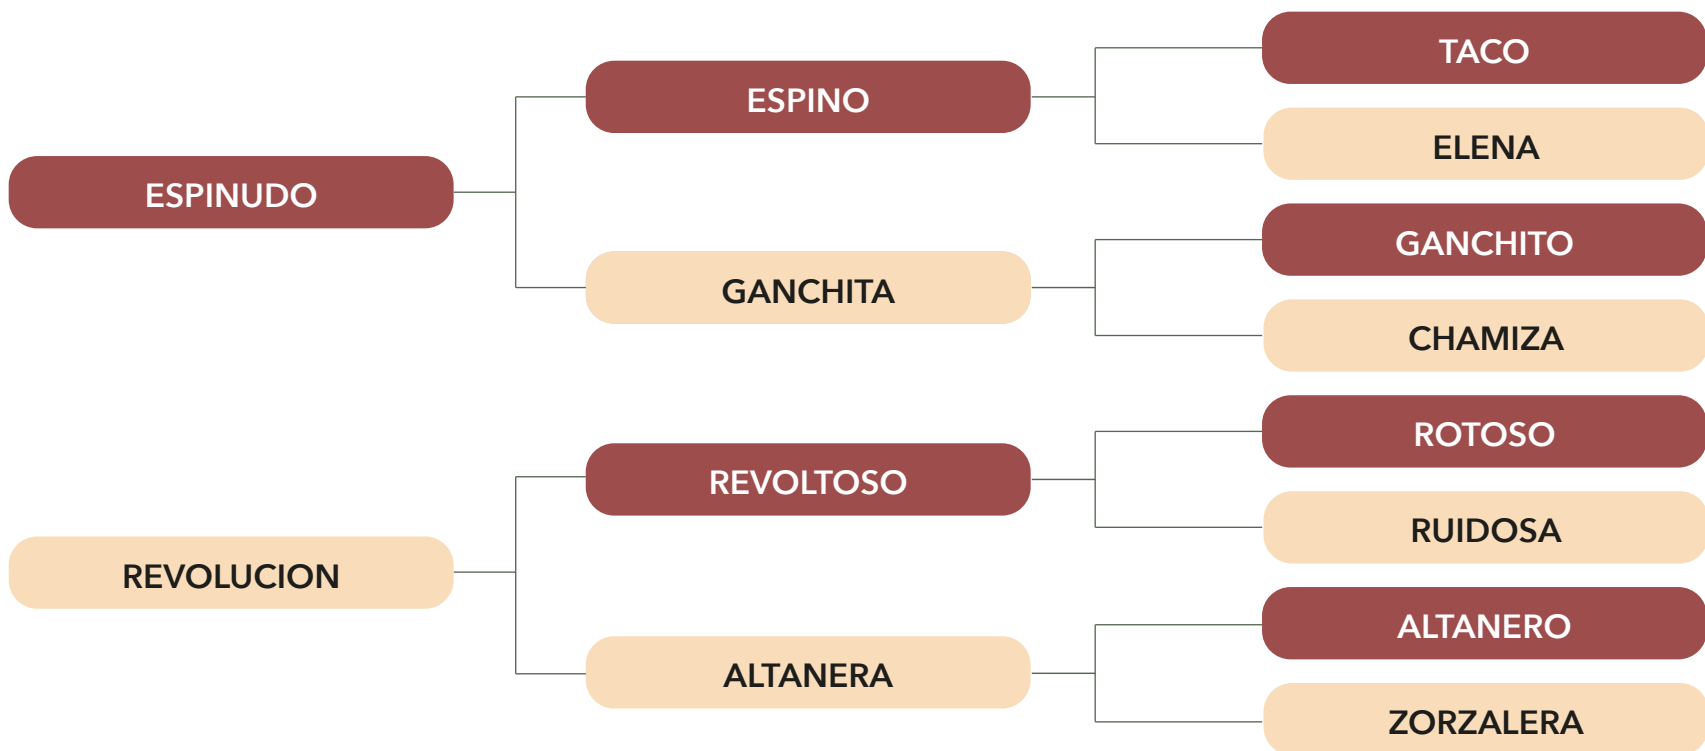 TACO
ESPINO
ELENA
ESPINUDO
GANCHITO
GANCHITA
CHAMIZA
ROTOSO
REVOLTOSO
RUIDOSA
REVOLUCION
ALTANERO
ALTANERA
ZORZALERA